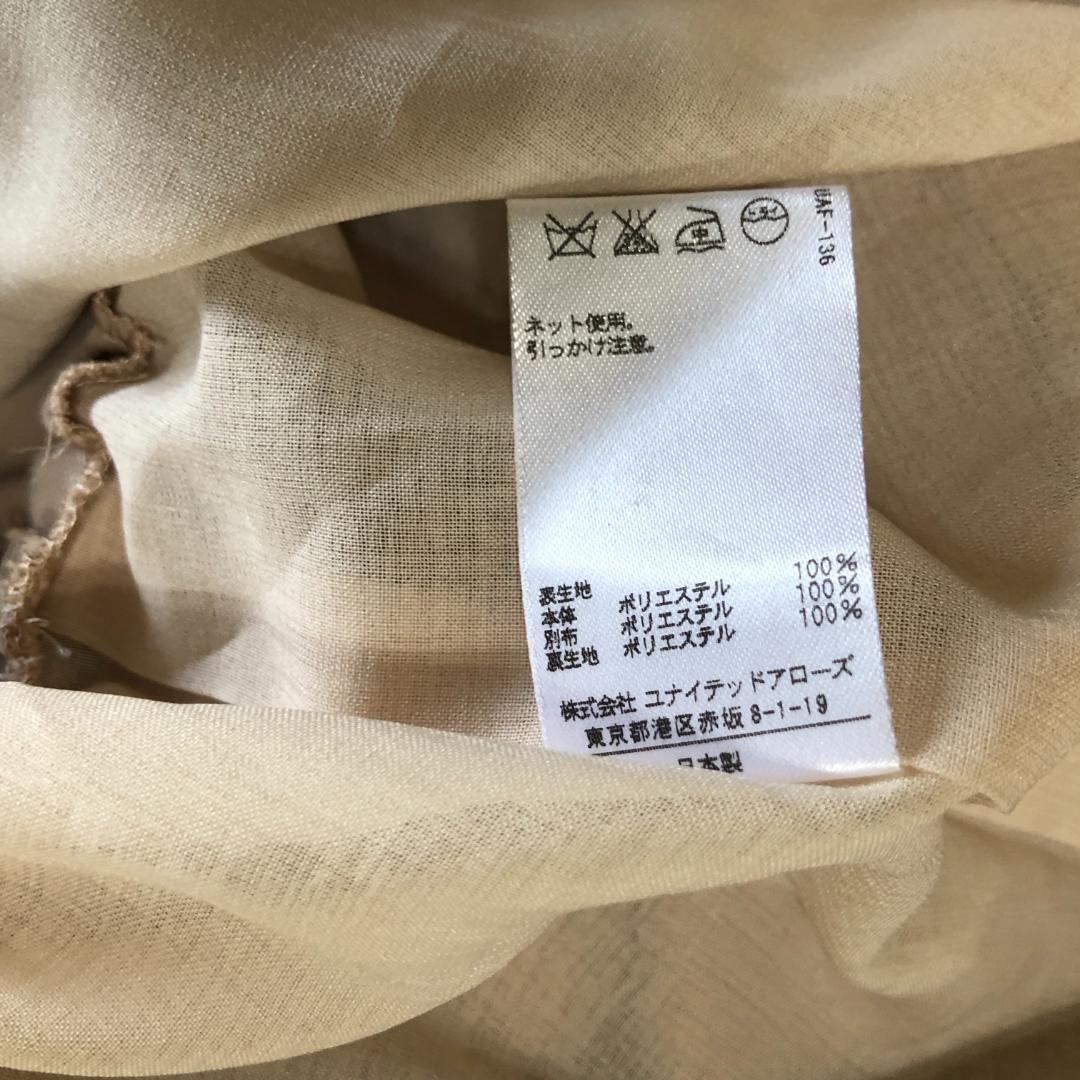 UAF-136
中
ネット使用。
引っかけ注意。
表生地
本体 ポリエステル 100%
別布 ポリエステル 100%
裏生地 ポリエステル 100%
株式会社 ユナイテッドアローズ
東京都港区赤坂 8-1-19
日本製